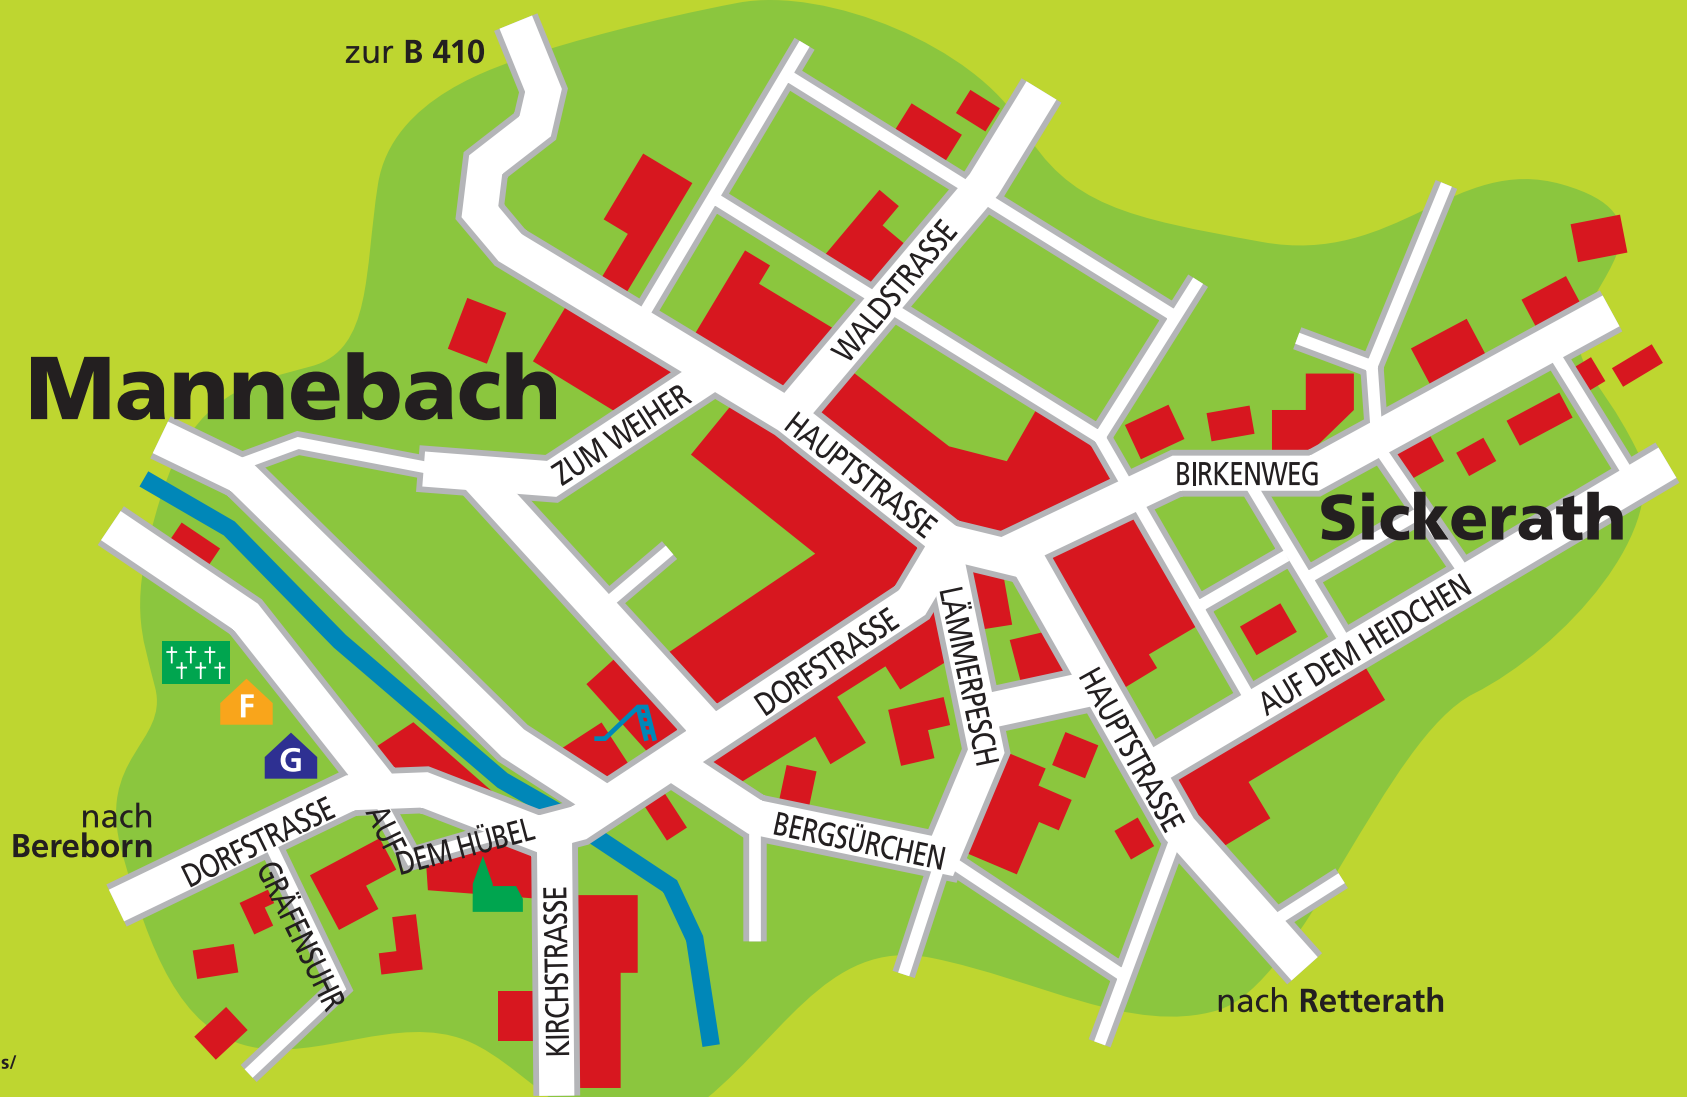 zur B 410
Mannebach
WALDSTRASSE
ZUM WEIHER
HAUPTSTRASSE
BIRKENWEG
Sickerath
DORFSTRASSE
LÄMMERPESCH
AUF DEM HEIDCHEN
HAUPTSTRASSE
F
G
nach
Bereborn
DORFSTRASSE
AUF
DEM HÜBEL
BERGSÜRCHEN
GRÄFENSUHR
KIRCHSTRASSE
nach Retterath
s/